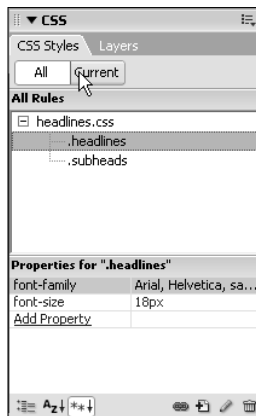 CSS
CSS Styles Layers
All Current
All Rules
headlines.css
.headlines
.subheads
Properties for ".headlines"
font-family Arial, Helvetica, sa...
font-size 18px
Add Property
Az↓ **↓